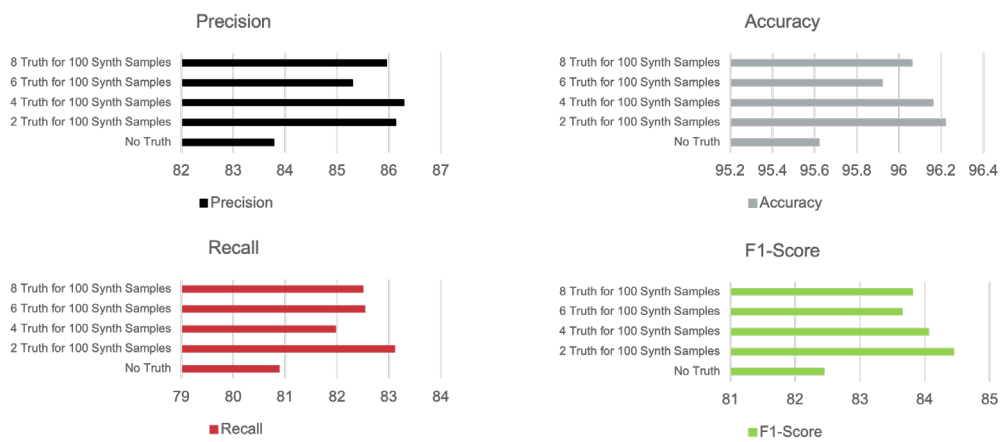 Precision
8 Truth for 100 Synth Samples
6 Truth for 100 Synth Samples
4 Truth for 100 Synth Samples
2 Truth for 100 Synth Samples
No Truth
82 83 84 85 86 87
Precision
Accuracy
8 Truth for 100 Synth Samples
6 Truth for 100 Synth Samples
4 Truth for 100 Synth Samples
2 Truth for 100 Synth Samples
No Truth
95.2 95.4 95.6 95.8 96 96.2 96.4
Accuracy
Recall
8 Truth for 100 Synth Samples
6 Truth for 100 Synth Samples
4 Truth for 100 Synth Samples
2 Truth for 100 Synth Samples
No Truth
79 80 81 82 83 84
Recall
F1-Score
8 Truth for 100 Synth Samples
6 Truth for 100 Synth Samples
4 Truth for 100 Synth Samples
2 Truth for 100 Synth Samples
No Truth
81 82 83 84 85
F1-Score